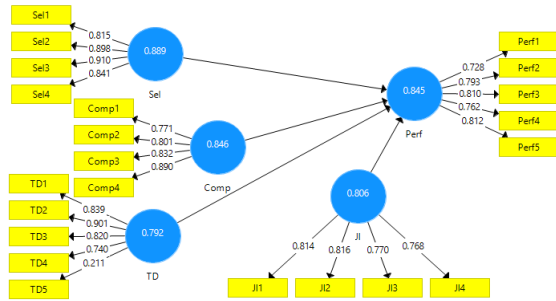 Sel1
Sel2
Sel3
Sel4
0.815
0.898
0.910
0.841
0.889
Sel
Comp1
Comp2
Comp3
Comp4
0.771
0.801
0.832
0.890
0.846
Comp
TD1
TD2
TD3
TD4
TD5
0.839
0.901
0.820
0.740
0.211
0.792
TD
0.845
Perf
0.728
0.793
0.810
0.762
0.812
Perf1
Perf2
Perf3
Perf4
Perf5
0.806
JI
0.814
0.816
0.770
0.768
JI1
JI2
JI3
JI4